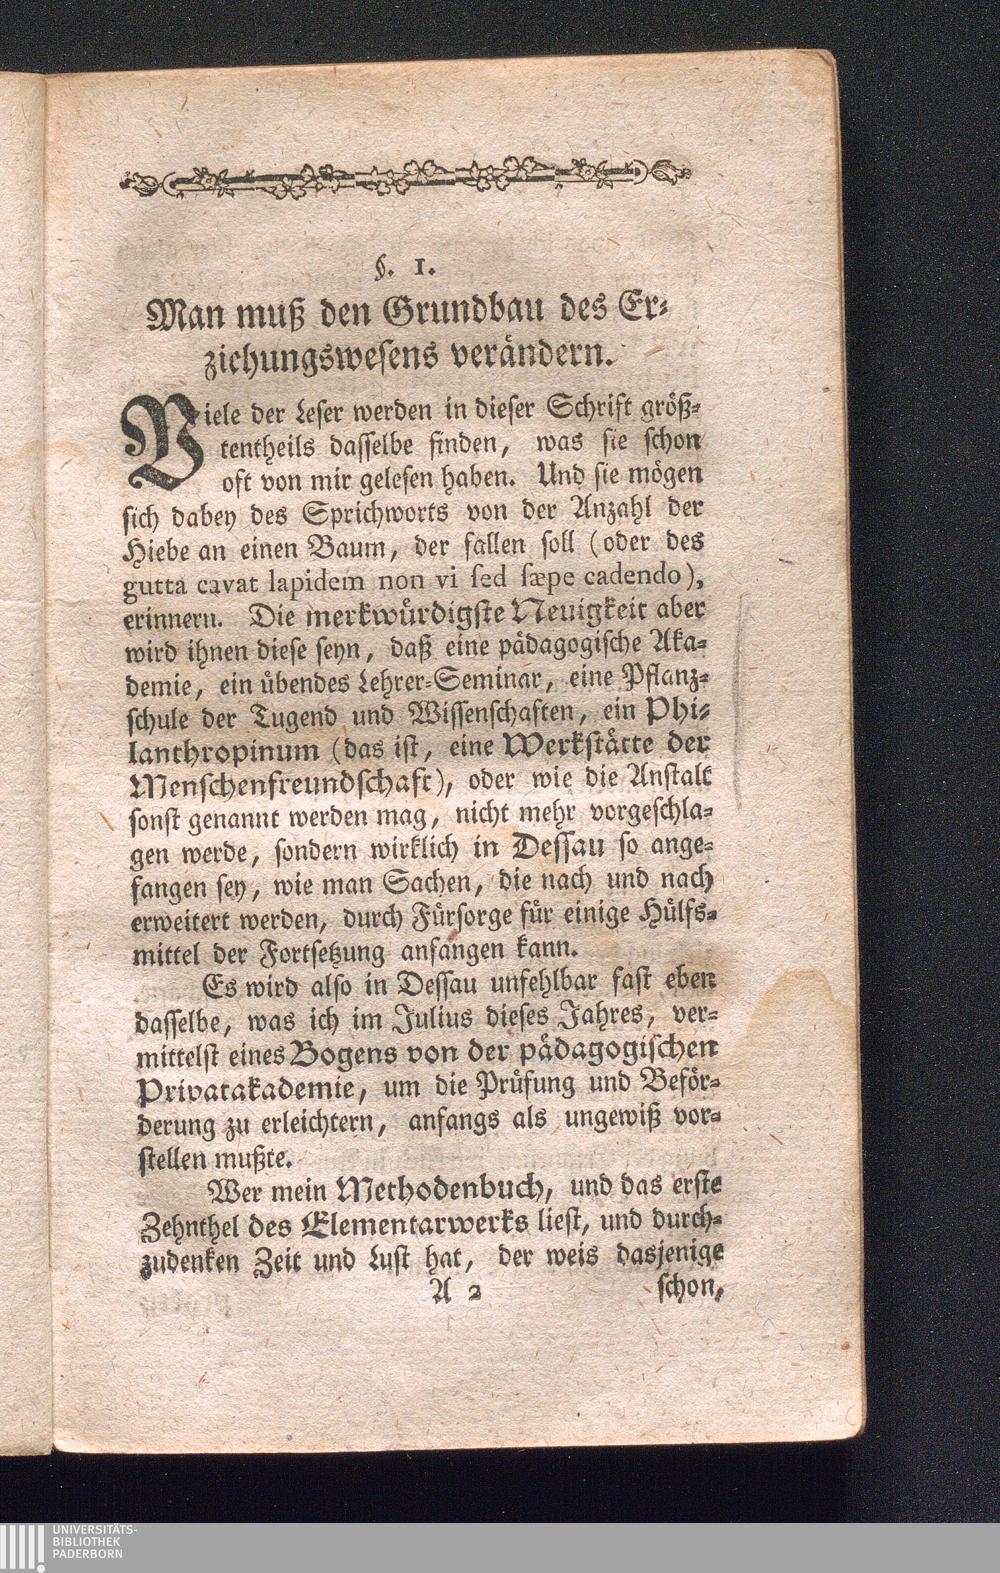 §. 1.
Man muß den Grundbau des Er-
ziehungswesens verändern.
Viele der Leser werden in dieser Schrift größ-
tentheils dasselbe finden, was sie schon
oft von mir gelesen haben. Und sie mögen
sich dabey des Sprichworts von der Anzahl der
Hiebe an einen Baum, der fallen soll (oder des
gutta cavat lapidem non vi sed sæpe cadendo),
erinnern. Die merkwürdigste Neuigkeit aber
wird ihnen diese seyn, daß eine pädagogische Aka-
demie, ein übendes Lehrer-Seminar, eine Pflanz-
schule der Tugend und Wissenschaften, ein Phi-
lanthropinum (das ist, eine Werkstätte der
Menschenfreundschaft), oder wie die Anstalt
sonst genannt werden mag, nicht mehr vorgeschla-
gen werde, sondern wirklich in Dessau so ange-
fangen sey, wie man Sachen, die nach und nach
erweitert werden, durch Fürsorge für einige Hülfs-
mittel der Fortsetzung anfangen kann.
Es wird also in Dessau unfehlbar fast eben
dasselbe, was ich im Julius dieses Jahres, ver-
mittelst eines Bogens von der pädagogischen
Privatakademie, um die Prüfung und Beför-
derung zu erleichtern, anfangs als ungewiß vor-
stellen mußte.
Wer mein Methodenbuch, und das erste
Zehnthel des Elementarwerks liest, und durch-
zudenken Zeit und Lust hat, der weis dasjenige
A 2 schon,
UNIVERSITÄTS-
BIBLIOTHEK
PADERBORN